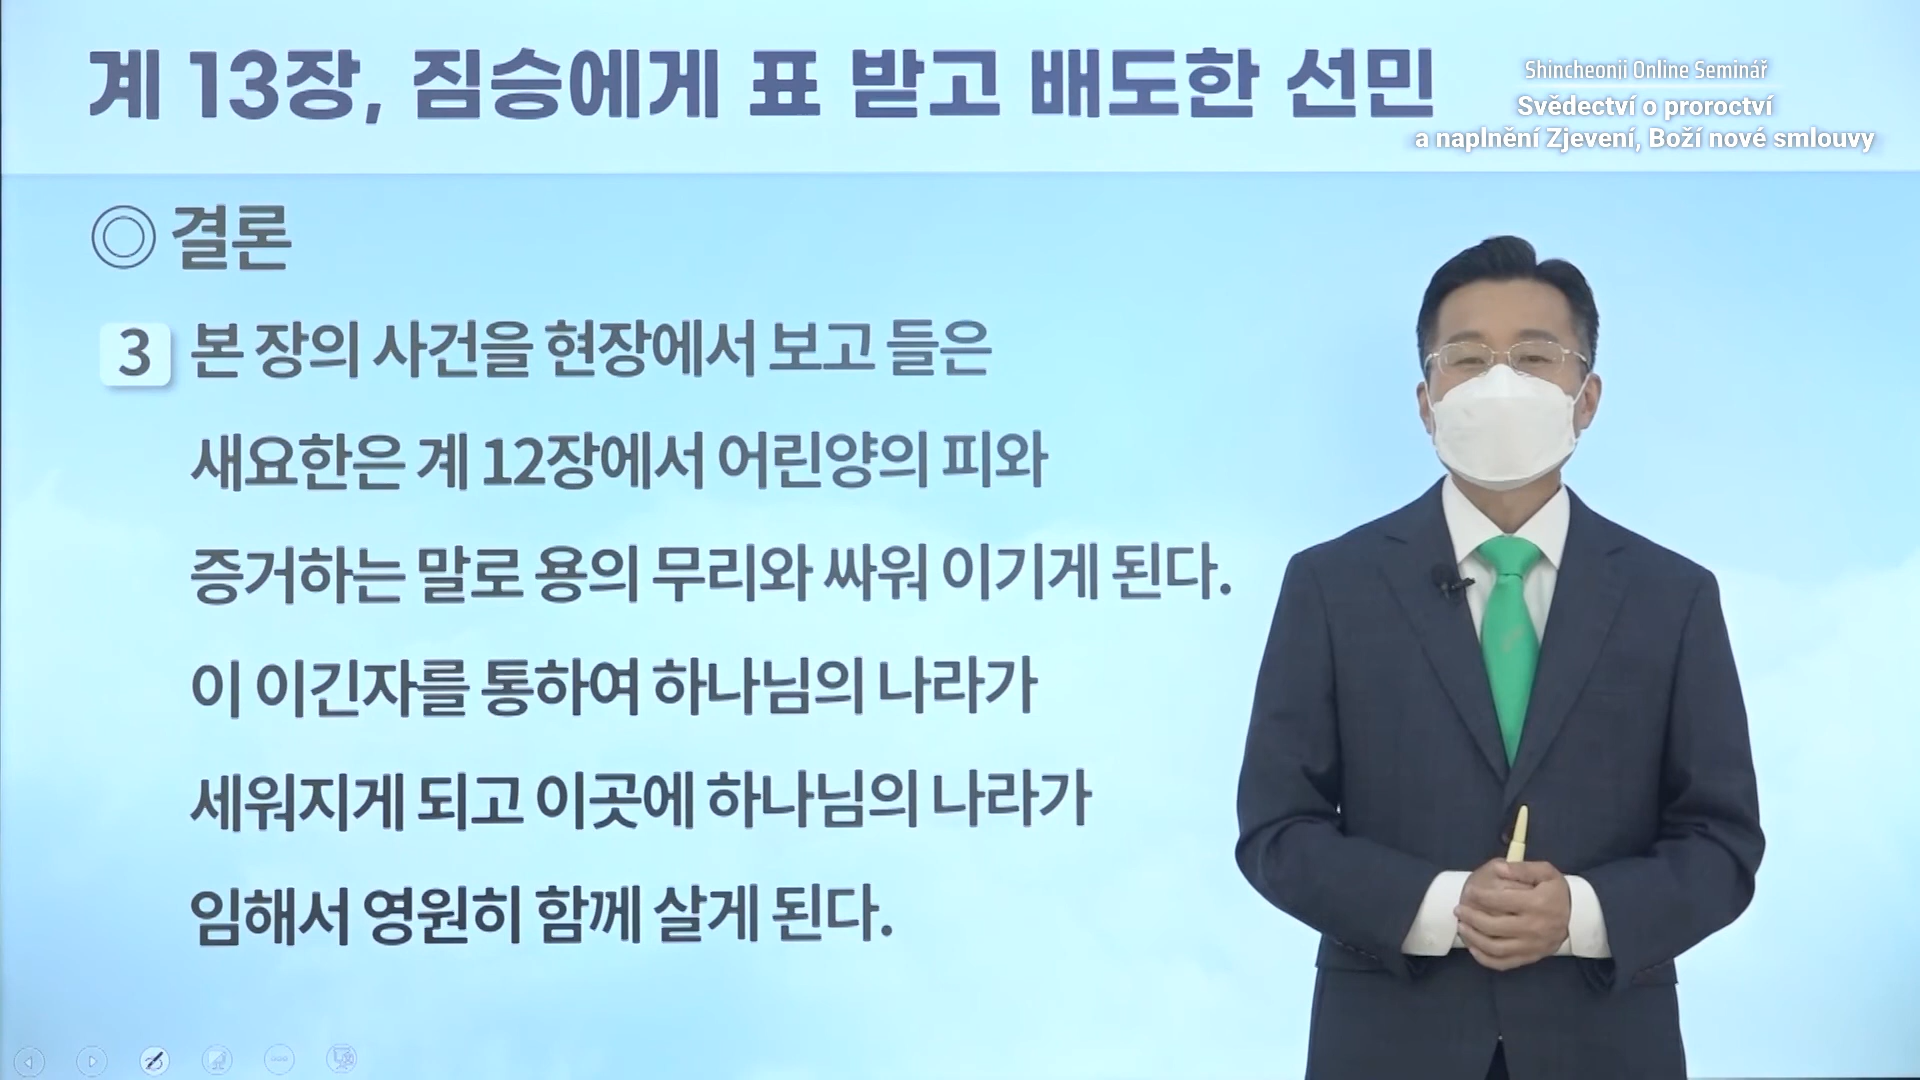 계 13장, 짐승에게 표 받고 배도한 선민
Shincheonji Online Seminář
Svědectví o proroctví
a naplnění Zjevení, Boží nové smlouvy
◎ 결론
3 본 장의 사건을 현장에서 보고 들은
새요한은 계 12장에서 어린양의 피와
증거하는 말로 용의 무리와 싸워 이기게 된다.
이 이긴자를 통하여 하나님의 나라가
세워지게 되고 이곳에 하나님의 나라가
임해서 영원히 함께 살게 된다.